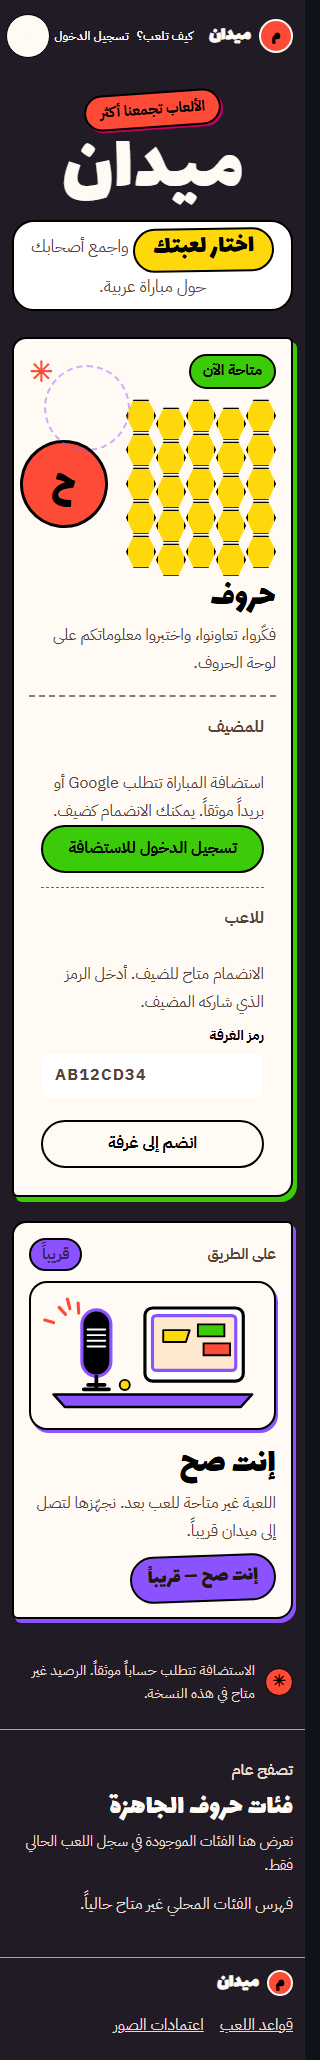 م ميدان كيف تلعب؟ تسجيل الدخول
الألعاب تجمعنا أكثر
ميدان
اختار لعبتك واجمع أصحابك
حول مباراة عربية.
متاحة الآن
ح
حروف
فكّروا، تعاونوا، واختبروا معلوماتكم على
لوحة الحروف.
للمضيف
استضافة المباراة تتطلب Google أو
بريداً موثقاً. يمكنك الانضمام كضيف.
تسجيل الدخول للاستضافة
للاعب
الانضمام متاح للضيف. أدخل الرمز
الذي شاركه المضيف.
رمز الغرفة
AB12CD34
انضم إلى غرفة
على الطريق قريباً
إنت صح
اللعبة غير متاحة للعب بعد. نجهّزها لتصل
إلى ميدان قريباً.
إنت صح — قريباً
الاستضافة تتطلب حساباً موثقاً. الرصيد غير
متاح في هذه النسخة.
تصفح عام
فئات حروف الجاهزة
نعرض هنا الفئات الموجودة في سجل اللعب الحالي
فقط.
فهرس الفئات المحلي غير متاح حالياً.
م ميدان
قواعد اللعب اعتمادات الصور